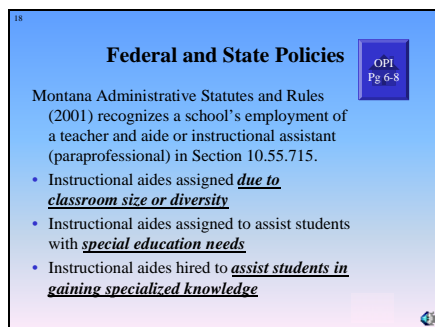 18
Federal and State Policies
OPI
Pg 6-8
Montana Administrative Statutes and Rules
(2001) recognizes a school's employment of
a teacher and aide or instructional assistant
(paraprofessional) in Section 10.55.715.
• Instructional aides assigned due to
classroom size or diversity
• Instructional aides assigned to assist students
with special education needs
• Instructional aides hired to assist students in
gaining specialized knowledge